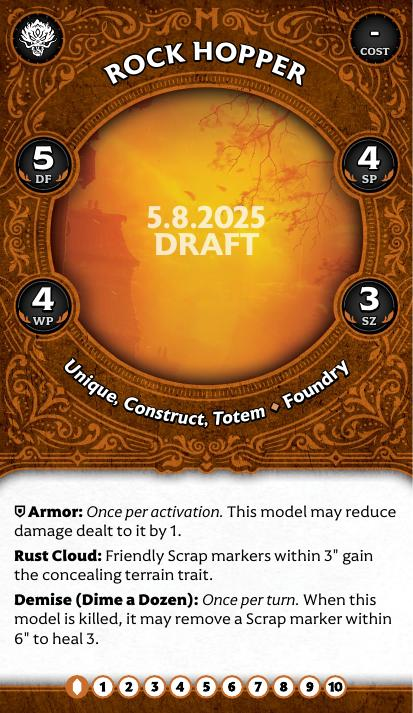 M
ROCK HOPPER
-
COST
5
DF
4
SP
5.8.2025
DRAFT
4
WP
3
SZ
Unique, Construct, Totem ⬥ Foundry
Armor: Once per activation. This model may reduce
damage dealt to it by 1.
Rust Cloud: Friendly Scrap markers within 3" gain
the concealing terrain trait.
Demise (Dime a Dozen): Once per turn. When this
model is killed, it may remove a Scrap marker within
6" to heal 3.
1 2 3 4 5 6 7 8 9 10